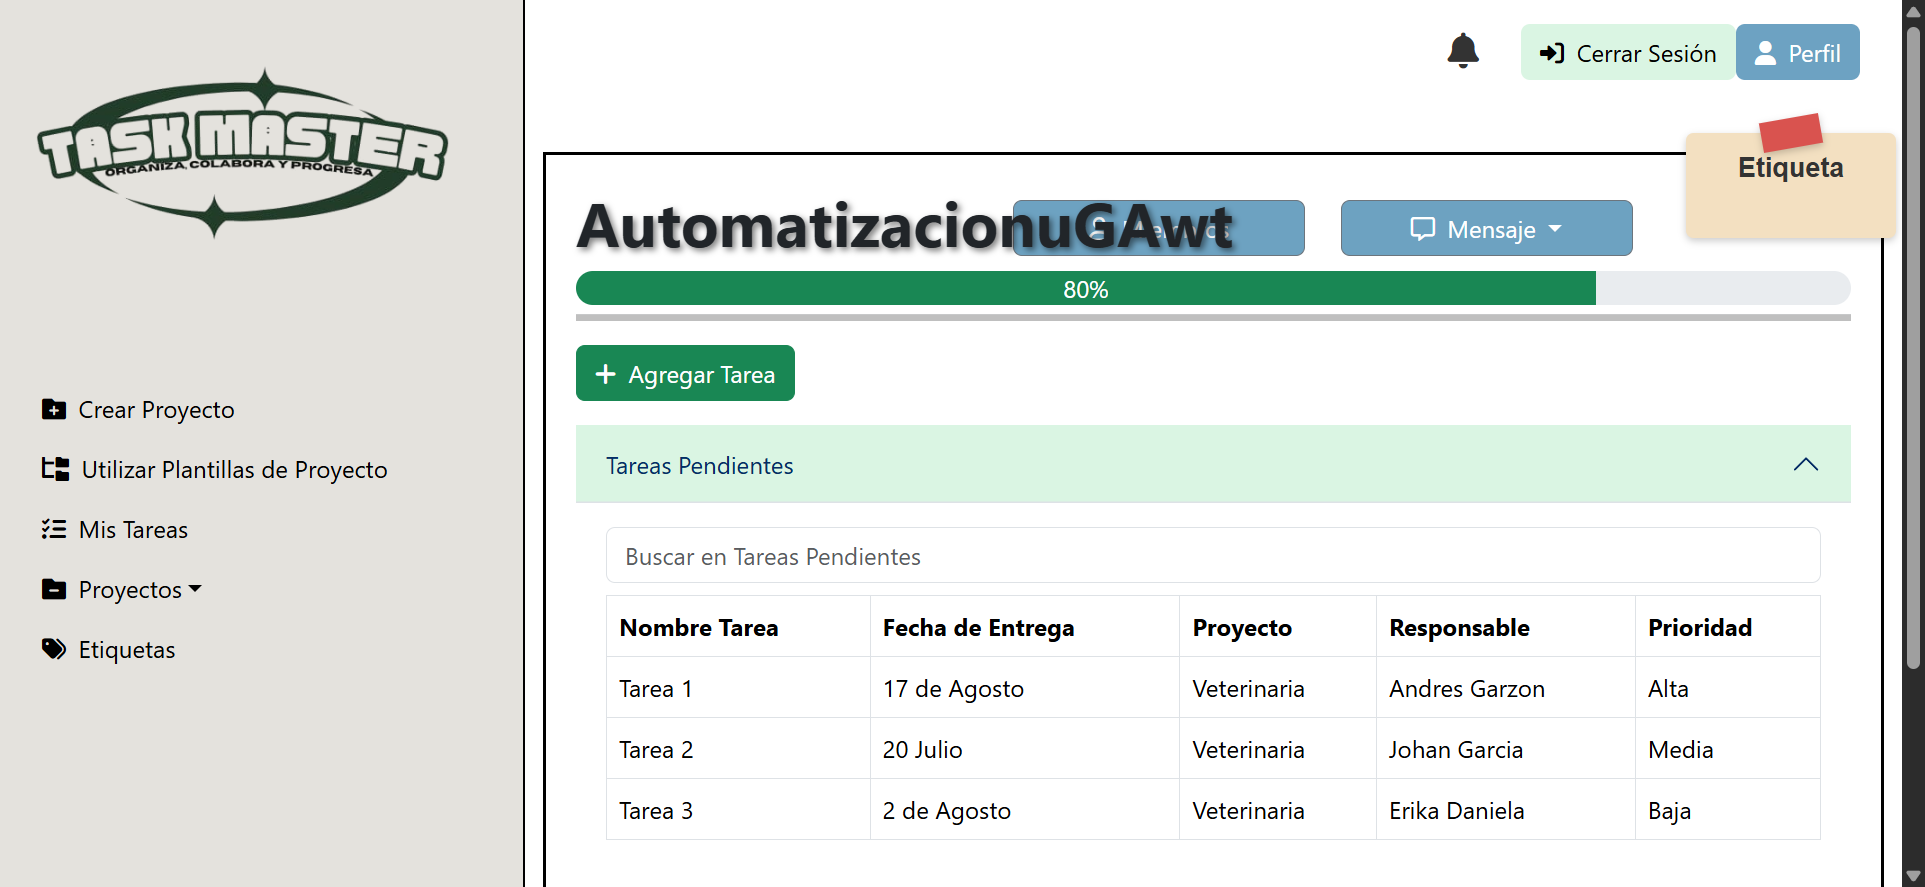 TASK MASTER
ORGANIZA, COLABORA Y PROGRESA
Crear Proyecto
Utilizar Plantillas de Proyecto
Mis Tareas
Proyectos
Etiquetas
Cerrar Sesión
Perfil
Etiqueta
AutomatizacionuGAwt
Mensaje
80%
Agregar Tarea
Tareas Pendientes
Buscar en Tareas Pendientes
Nombre Tarea Fecha de Entrega Proyecto Responsable Prioridad
Tarea 1 17 de Agosto Veterinaria Andres Garzon Alta
Tarea 2 20 Julio Veterinaria Johan Garcia Media
Tarea 3 2 de Agosto Veterinaria Erika Daniela Baja